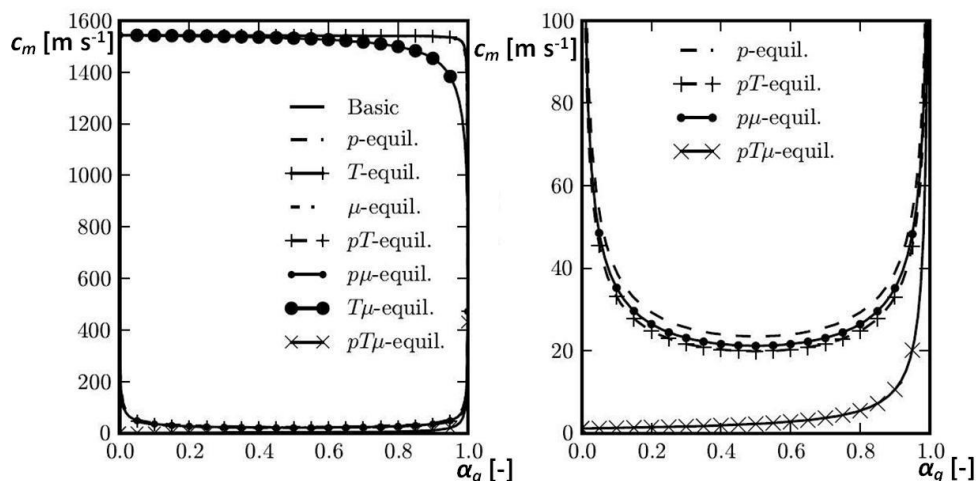 c_m [m s⁻¹]
1600
1400
1200
1000
800
600
400
200
0
0.0 0.2 0.4 0.6 0.8 1.0
α_g [-]
Basic
p-equil.
T-equil.
μ-equil.
pT-equil.
pμ-equil.
Tμ-equil.
pTμ-equil.
c_m [m s⁻¹]
100
80
60
40
20
0
0.0 0.2 0.4 0.6 0.8 1.0
α_g [-]
p-equil.
pT-equil.
pμ-equil.
pTμ-equil.